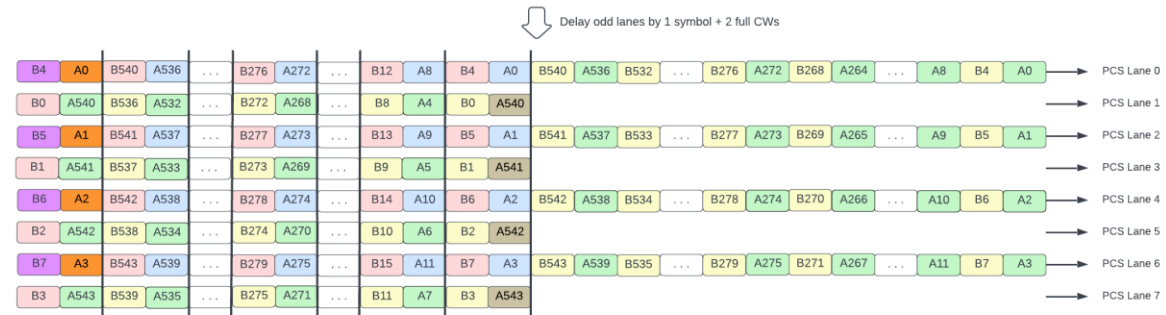 Delay odd lanes by 1 symbol + 2 full CWs
B4 A0 B540 A536 ... B276 A272 ... B12 A8 B4 A0 B540 A536 B532 ... B276 A272 B268 A264 ... A8 B4 A0 PCS Lane 0
B0 A540 B536 A532 ... B272 A268 ... B8 A4 B0 A540 PCS Lane 1
B5 A1 B541 A537 ... B277 A273 ... B13 A9 B5 A1 B541 A537 B533 ... B277 A273 B269 A265 ... A9 B5 A1 PCS Lane 2
B1 A541 B537 A533 ... B273 A269 ... B9 A5 B1 A541 PCS Lane 3
B6 A2 B542 A538 ... B278 A274 ... B14 A10 B6 A2 B542 A538 B534 ... B278 A274 B270 A266 ... A10 B6 A2 PCS Lane 4
B2 A542 B538 A534 ... B274 A270 ... B10 A6 B2 A542 PCS Lane 5
B7 A3 B543 A539 ... B279 A275 ... B15 A11 B7 A3 B543 A539 B535 ... B279 A275 B271 A267 ... A11 B7 A3 PCS Lane 6
B3 A543 B539 A535 ... B275 A271 ... B11 A7 B3 A543 PCS Lane 7